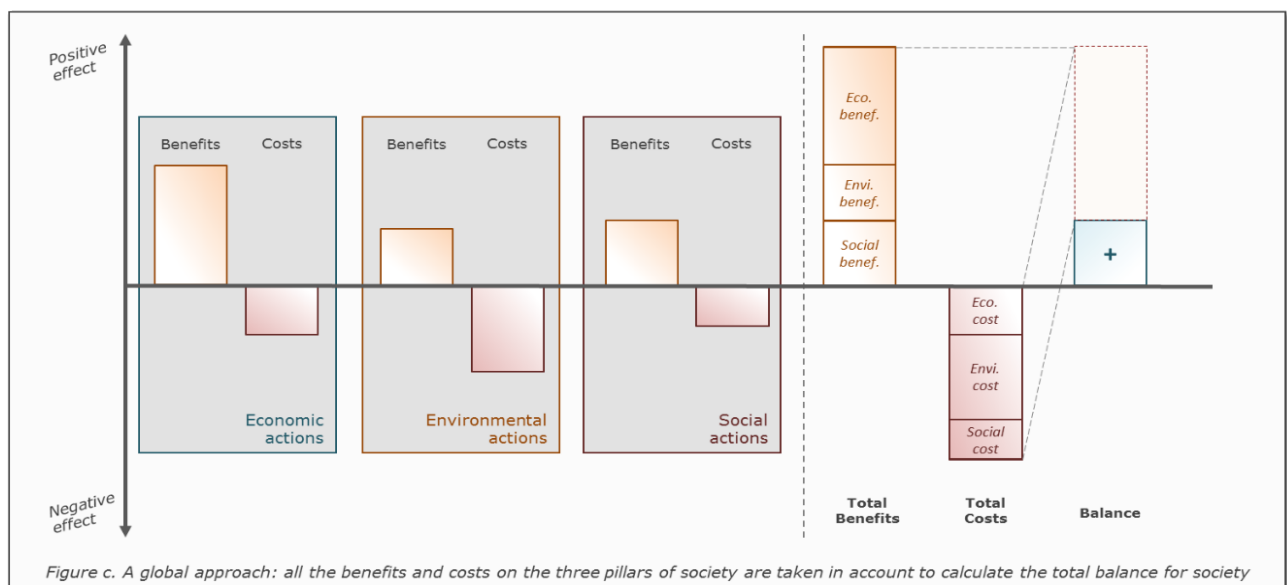 Positive
effect
Benefits
Costs
Economic
actions
Benefits
Costs
Environmental
actions
Benefits
Costs
Social
actions
Eco.
benef.
Envi.
benef.
Social
benef.
Eco.
cost
Envi.
cost
Social
cost
+
Negative
effect
Total
Benefits
Total
Costs
Balance
Figure c. A global approach: all the benefits and costs on the three pillars of society are taken in account to calculate the total balance for society